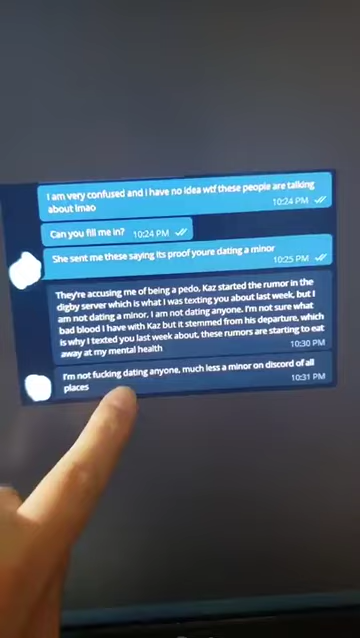 I am very confused and i have no idea wtf these people are talking
about lmao
10:24 PM
Can you fill me in? 10:24 PM
She sent me these saying its proof youre dating a minor
10:25 PM
They're accusing me of being a pedo, Kaz started the rumor in the
digby server which is what I was texting you about last week, but I
am not dating a minor, I am not dating anyone. I'm not sure what
bad blood I have with Kaz but it stemmed from his departure, which
is why I texted you last week about, these rumors are starting to eat
away at my mental health
10:30 PM
I'm not fucking dating anyone, much less a minor on discord of all
places
10:31 PM